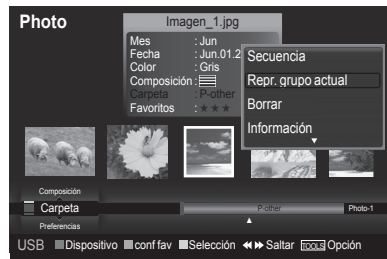 Photo
Imagen_1.jpg
Mes : Jun
Fecha : Jun.01.2
Color : Gris
Composición :
Carpeta : P-other
Favoritos : ★ ★ ★
Secuencia
Repr. grupo actual
Borrar
Información
Composición
Carpeta
Preferencias
P-other
Photo-1
USB Dispositivo conf fav Selección Saltar TOOLS Opción